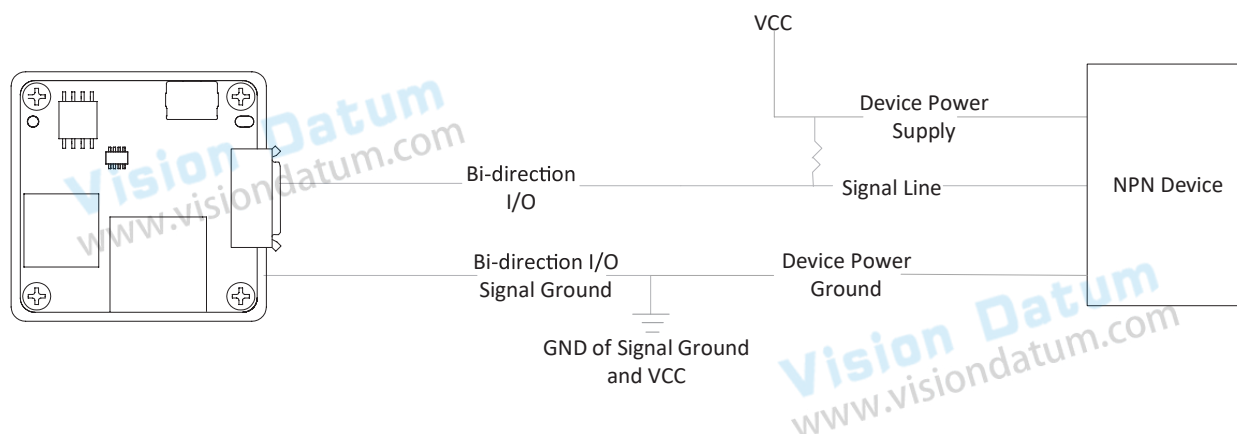 VCC
Device Power
Supply
Bi-direction
I/O
Signal Line
NPN Device
Bi-direction I/O
Signal Ground
Device Power
Ground
GND of Signal Ground
and VCC
Vision Datum
www.visiondatum.com
Vision Datum
www.visiondatum.com